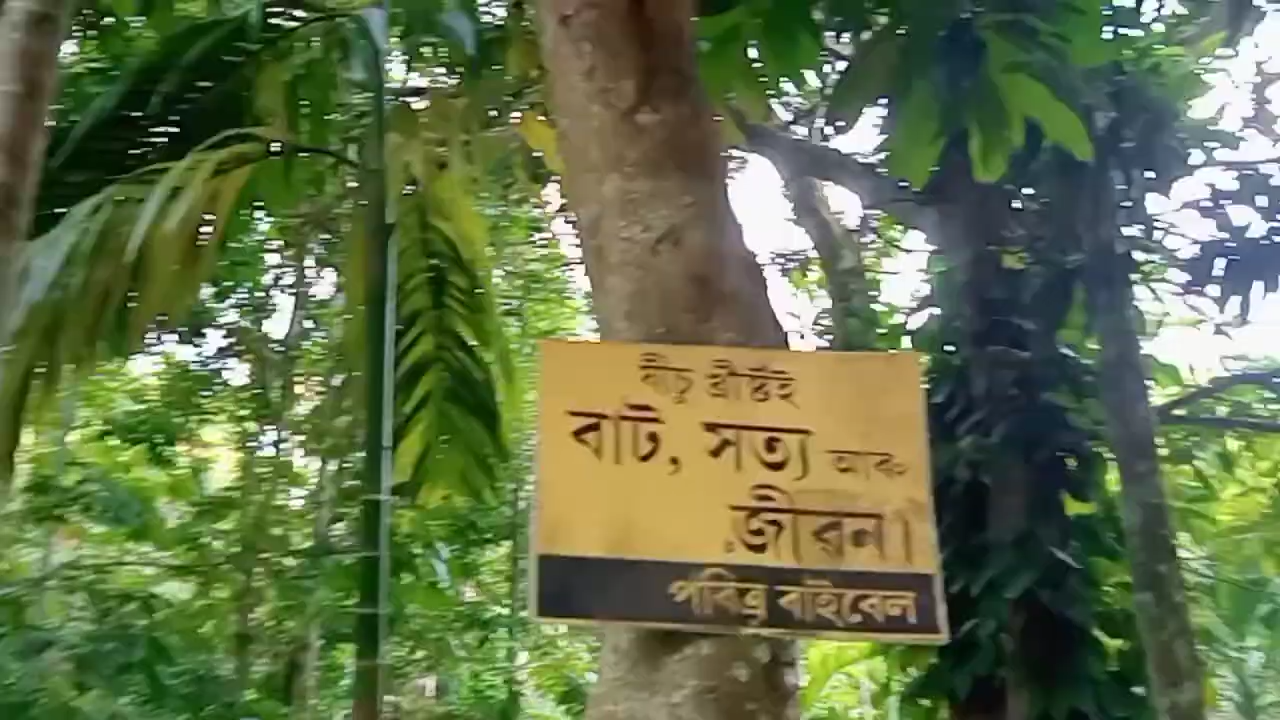 যীচু খ্ৰীষ্টই
বাট, সত্য আৰু
জীৱন।
পবিত্ৰ বাইবেল